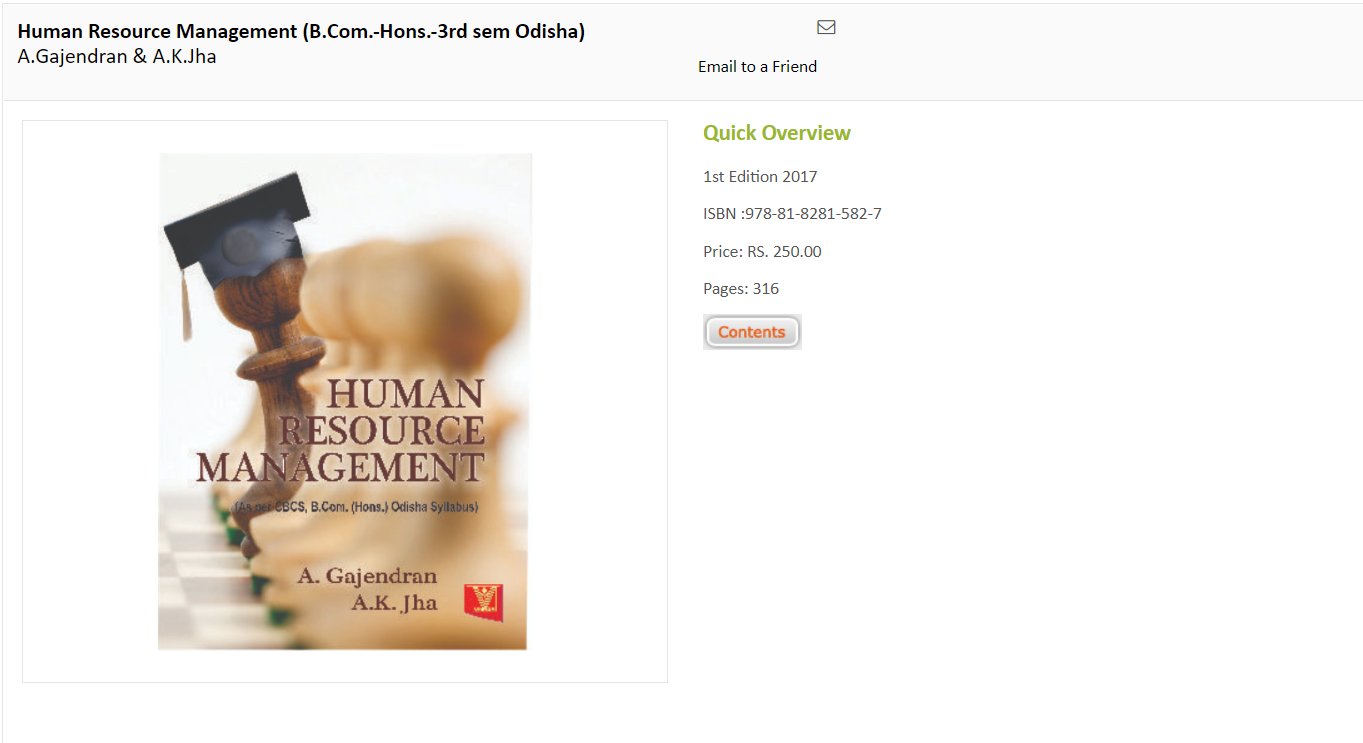 Human Resource Management (B.Com.-Hons.-3rd sem Odisha)
A.Gajendran & A.K.Jha
Email to a Friend
HUMAN
RESOURCE
MANAGEMENT
(As per CBCS, B.Com. (Hons.) Odisha Syllabus)
A. Gajendran
A.K. Jha
Quick Overview
1st Edition 2017
ISBN :978-81-8281-582-7
Price: RS. 250.00
Pages: 316
Contents